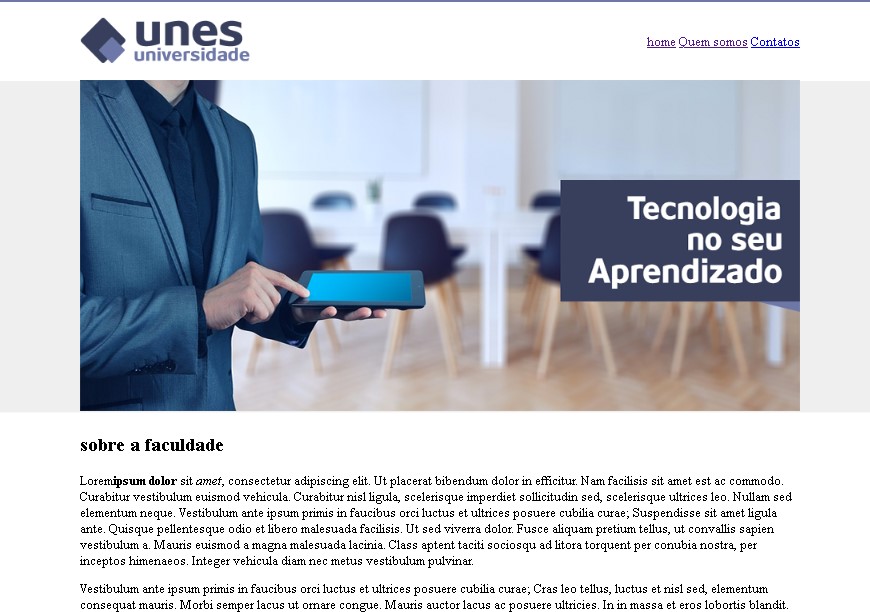 unes
universidade
home Quem somos Contatos
Tecnologia
no seu
Aprendizado
sobre a faculdade
Loremipsum dolor sit amet, consectetur adipiscing elit. Ut placerat bibendum dolor in efficitur. Nam facilisis sit amet est ac commodo.
Curabitur vestibulum euismod vehicula. Curabitur nisl ligula, scelerisque imperdiet sollicitudin sed, scelerisque ultrices leo. Nullam sed
elementum neque. Vestibulum ante ipsum primis in faucibus orci luctus et ultrices posuere cubilia curae; Suspendisse sit amet ligula
ante. Quisque pellentesque odio et libero malesuada facilisis. Ut sed viverra dolor. Fusce aliquam pretium tellus, ut convallis sapien
vestibulum a. Mauris euismod a magna malesuada lacinia. Class aptent taciti sociosqu ad litora torquent per conubia nostra, per
inceptos himenaeos. Integer vehicula diam nec metus vestibulum pulvinar.
Vestibulum ante ipsum primis in faucibus orci luctus et ultrices posuere cubilia curae; Cras leo tellus, luctus et nisl sed, elementum
consequat mauris. Morbi semper lacus ut ornare congue. Mauris auctor lacus ac posuere ultricies. In in massa et eros lobortis blandit.